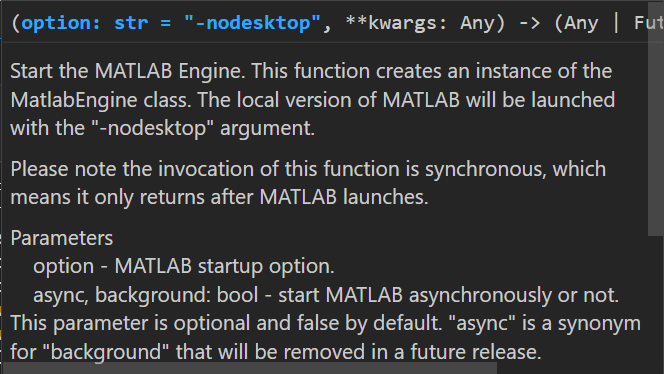 (option: str = "-nodesktop", **kwargs: Any) -> (Any | Fut
Start the MATLAB Engine. This function creates an instance of the
MatlabEngine class. The local version of MATLAB will be launched
with the "-nodesktop" argument.
Please note the invocation of this function is synchronous, which
means it only returns after MATLAB launches.
Parameters
option - MATLAB startup option.
async, background: bool - start MATLAB asynchronously or not.
This parameter is optional and false by default. "async" is a synonym
for "background" that will be removed in a future release.